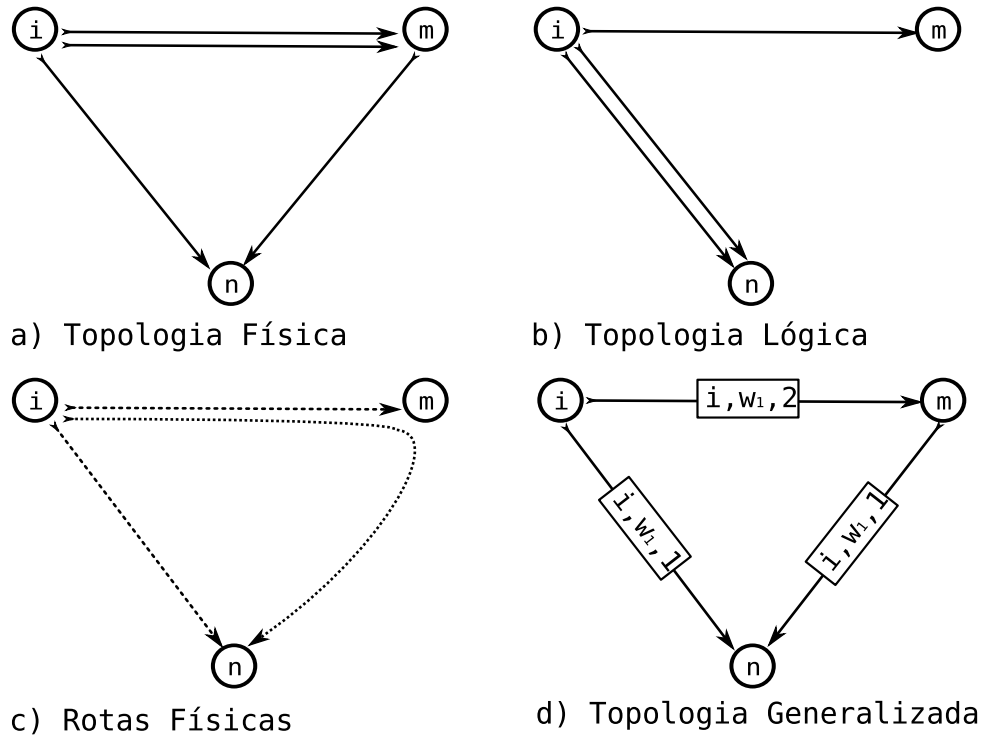 i
m
n
a) Topologia Física
i
m
n
b) Topologia Lógica
i
m
n
c) Rotas Físicas
i
i,w₁,2
m
i,w₁,1
i,w₁,1
n
d) Topologia Generalizada